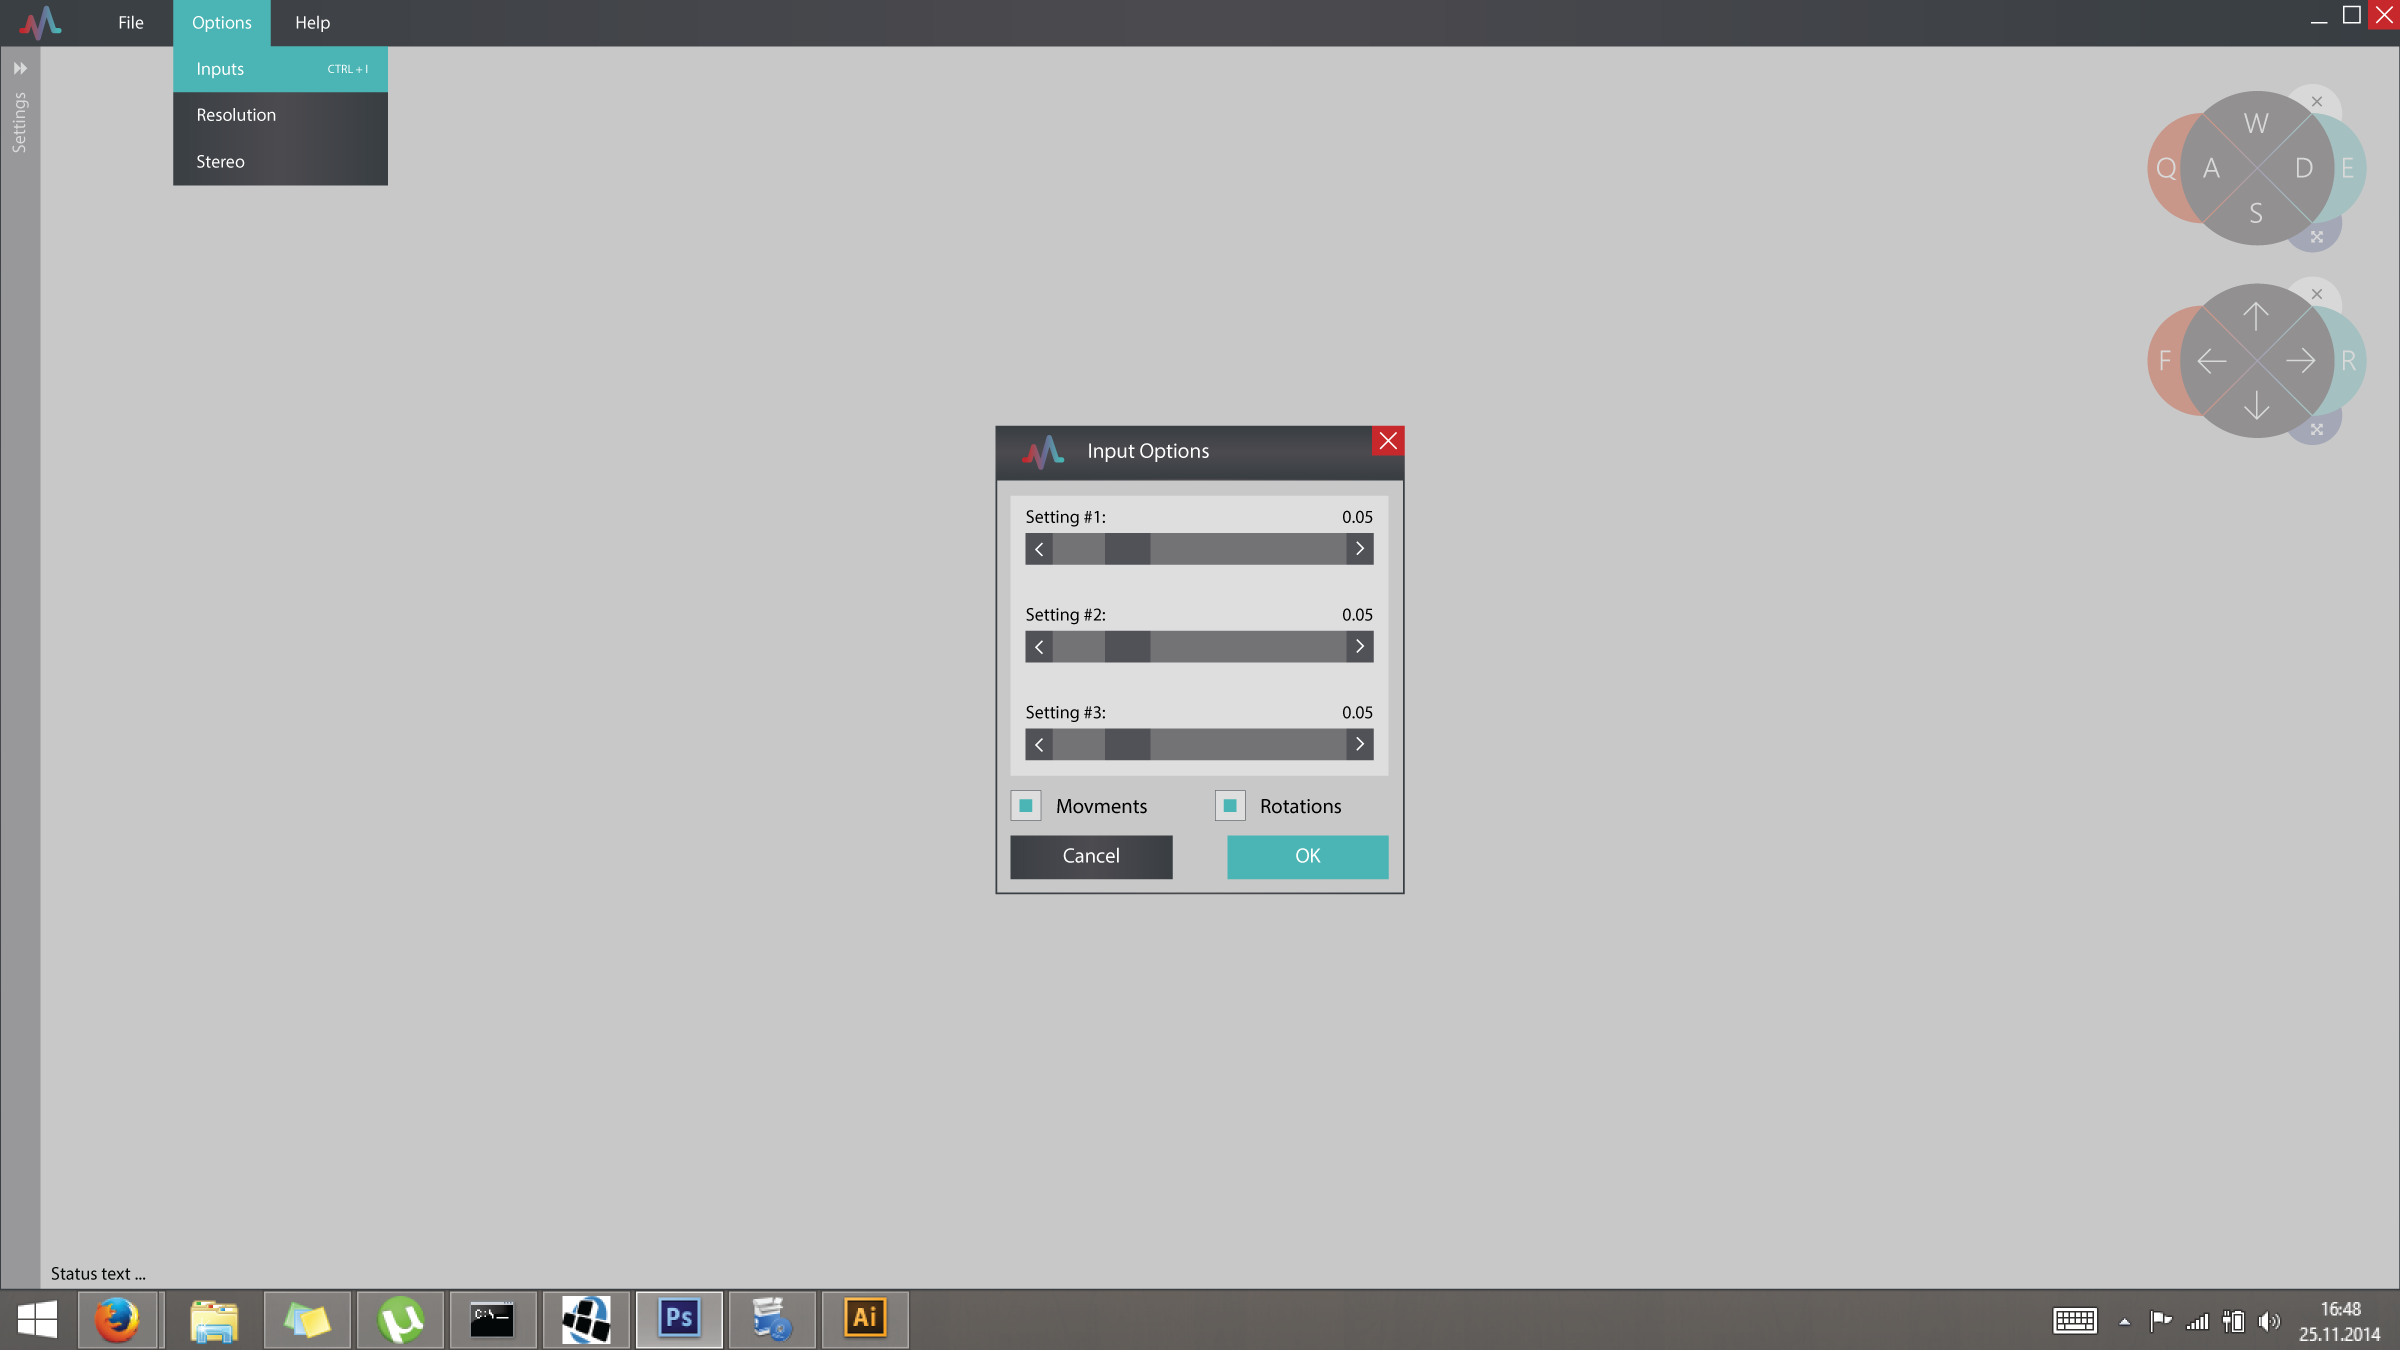 File Options Help
Inputs CTRL + I
Resolution
Stereo
Settings
W
Q A D E
S
F R
Input Options
Setting #1: 0.05
Setting #2: 0.05
Setting #3: 0.05
Movments Rotations
Cancel OK
Status text ...
C:\_
Ps
Ai
16:48
25.11.2014